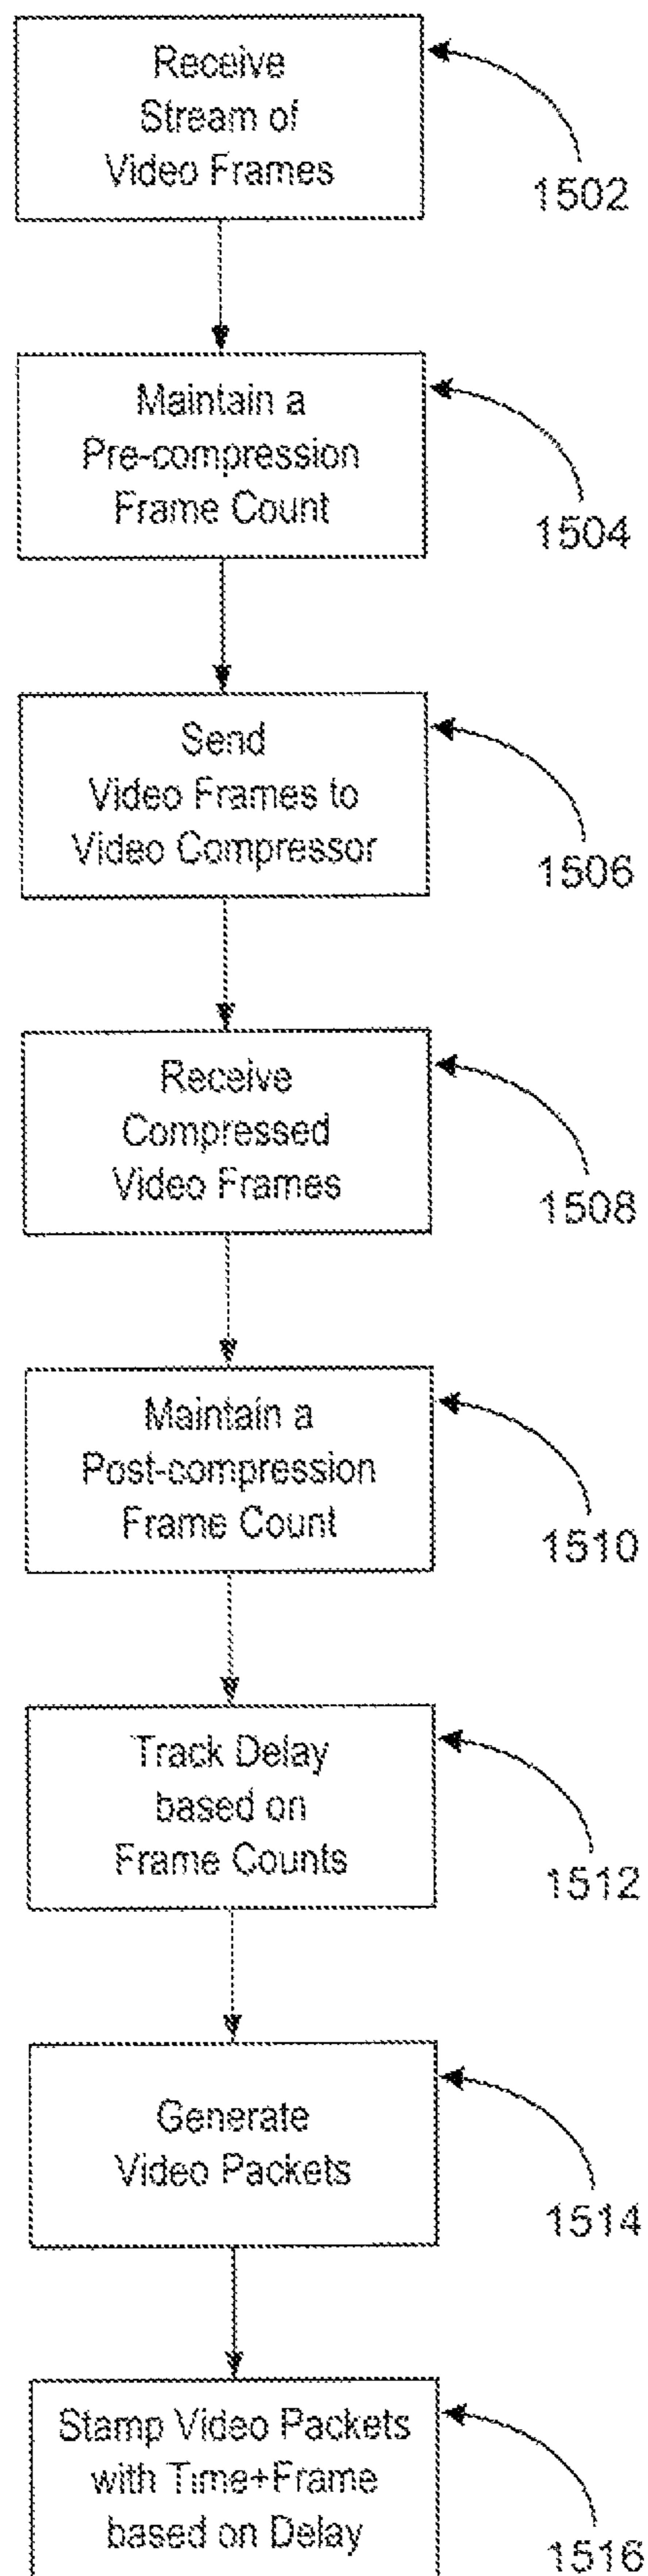 Receive
Stream of
Video Frames
1502
Maintain a
Pre-compression
Frame Count
1504
Send
Video Frames to
Video Compressor
1506
Receive
Compressed
Video Frames
1508
Maintain a
Post-compression
Frame Count
1510
Track Delay
based on
Frame Counts
1512
Generate
Video Packets
1514
Stamp Video Packets
with Time+Frame
based on Delay
1516